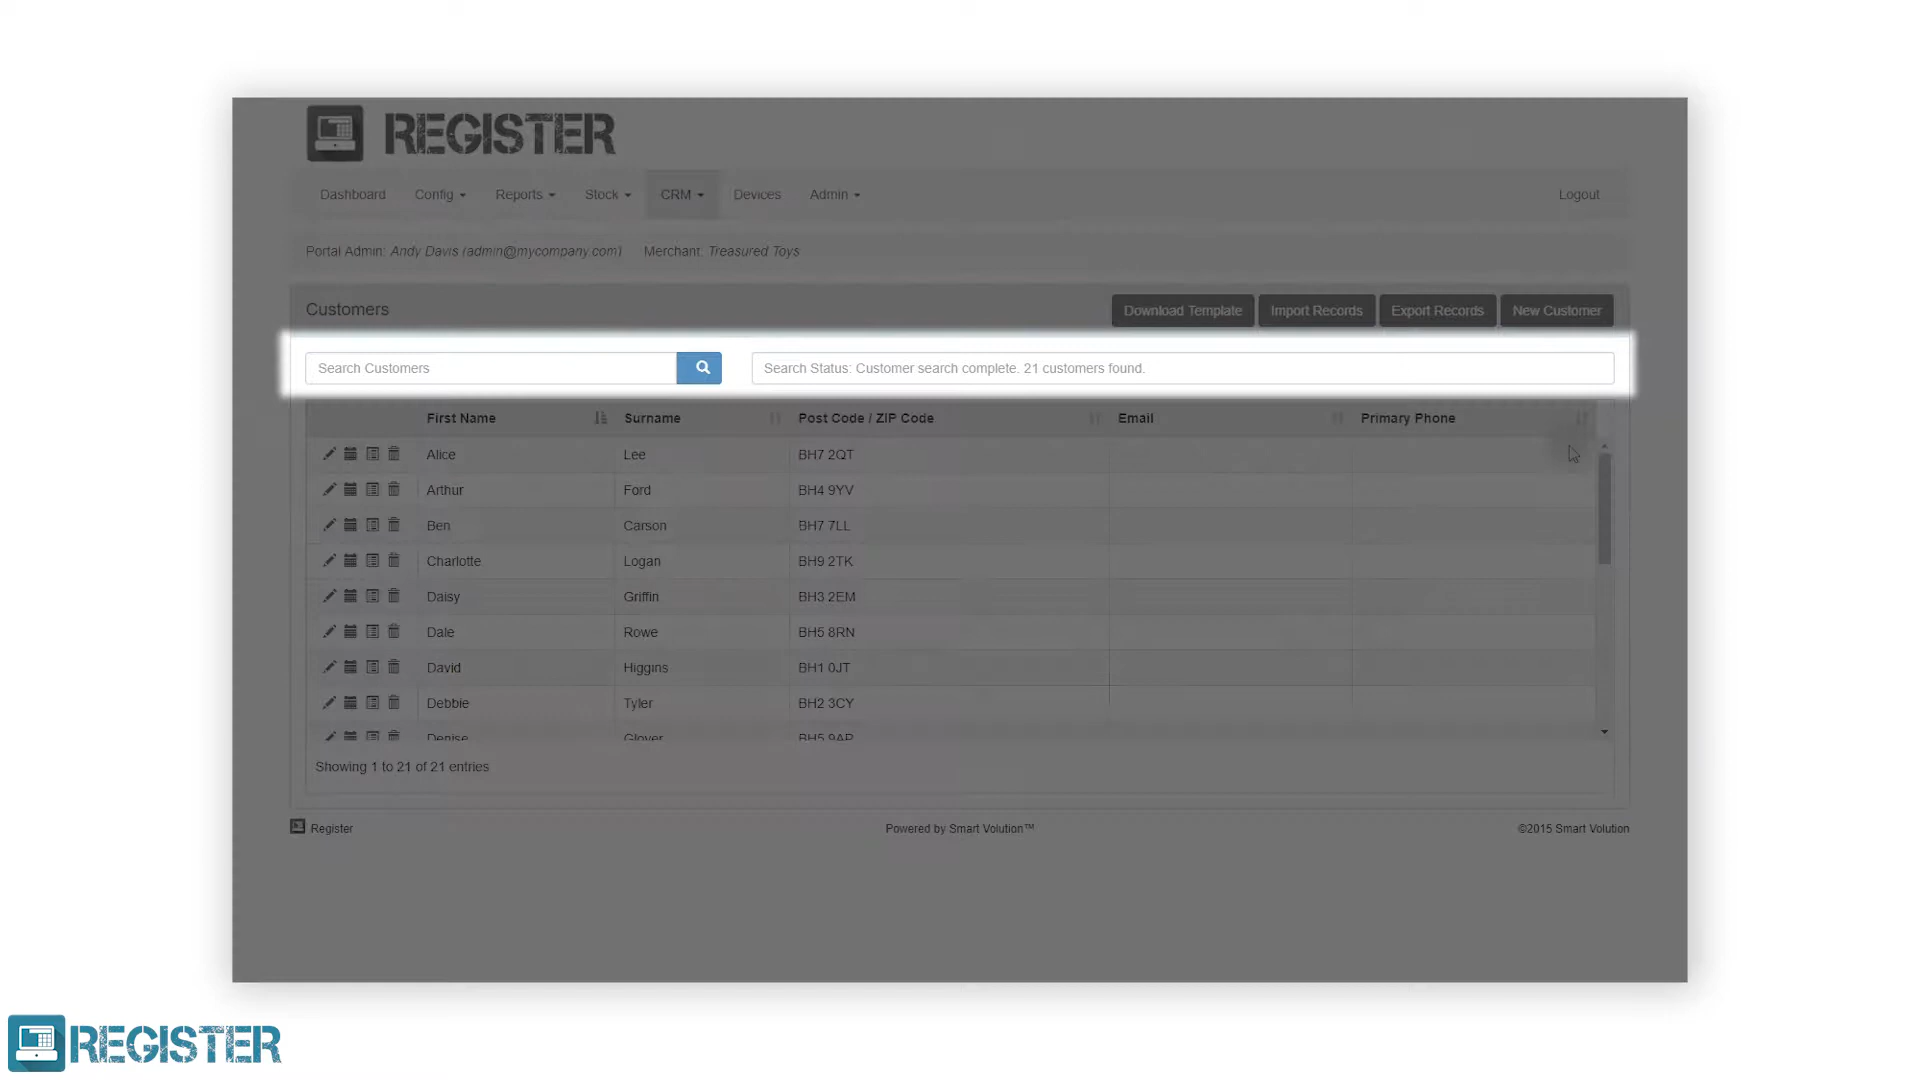 REGISTER
Dashboard Config Reports Stock CRM Devices Admin Logout
Portal Admin: Andy Davis (admin@mycompany.com) Merchant: Treasured Toys
Customers Download Template Import Records Export Records New Customer
Search Customers Search Status: Customer search complete. 21 customers found.
First Name Surname Post Code / ZIP Code Email Primary Phone
Alice Lee BH7 2QT
Arthur Ford BH4 9YV
Ben Carson BH7 7LL
Charlotte Logan BH9 2TK
Daisy Griffin BH3 2EM
Dale Rowe BH5 8RN
David Higgins BH1 0JT
Debbie Tyler BH2 3CY
Denise Glover BH5 9AP
Showing 1 to 21 of 21 entries
Register Powered by Smart Volution™ ©2015 Smart Volution
REGISTER